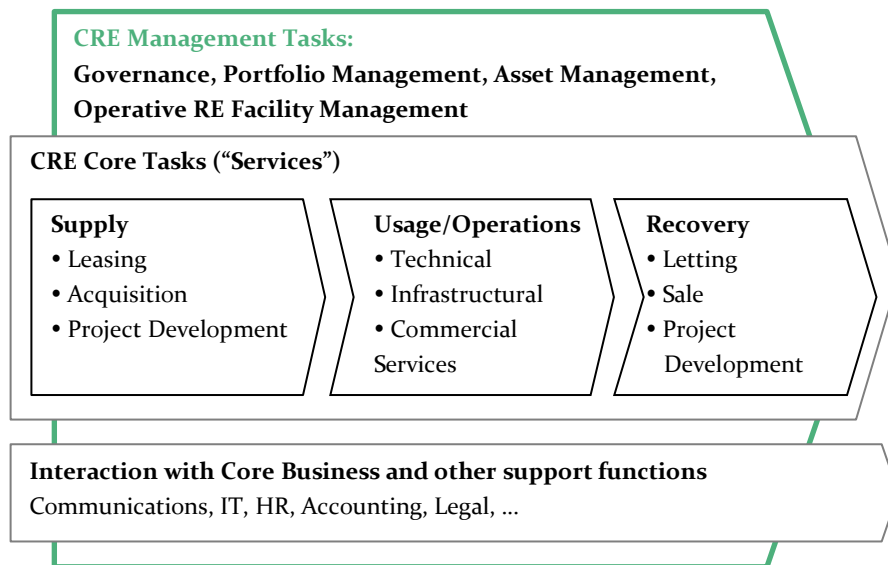 CRE Management Tasks:
Governance, Portfolio Management, Asset Management,
Operative RE Facility Management
CRE Core Tasks (“Services”)
Supply
• Leasing
• Acquisition
• Project Development
Usage/Operations
• Technical
• Infrastructural
• Commercial
Services
Recovery
• Letting
• Sale
• Project
Development
Interaction with Core Business and other support functions
Communications, IT, HR, Accounting, Legal, ...